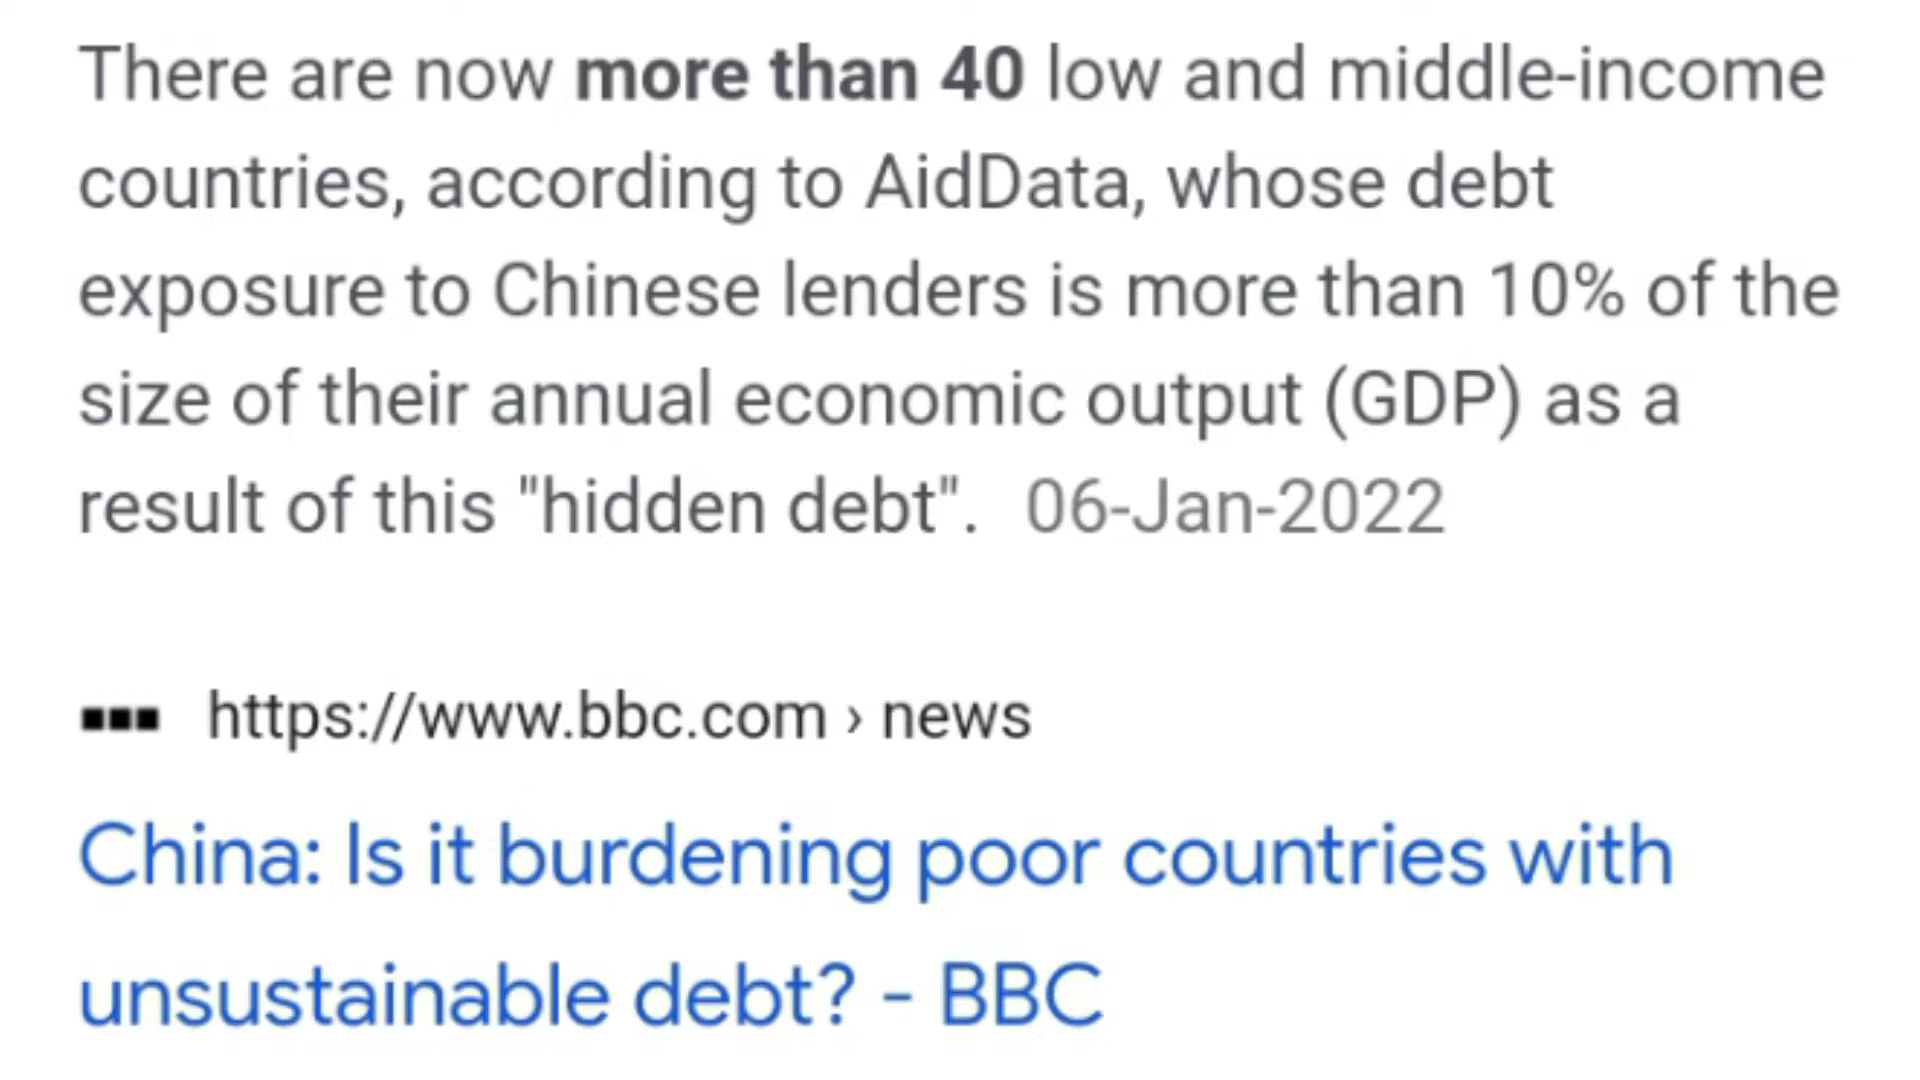 There are now more than 40 low and middle-income
countries, according to AidData, whose debt
exposure to Chinese lenders is more than 10% of the
size of their annual economic output (GDP) as a
result of this "hidden debt". 06-Jan-2022
https://www.bbc.com › news
China: Is it burdening poor countries with
unsustainable debt? - BBC